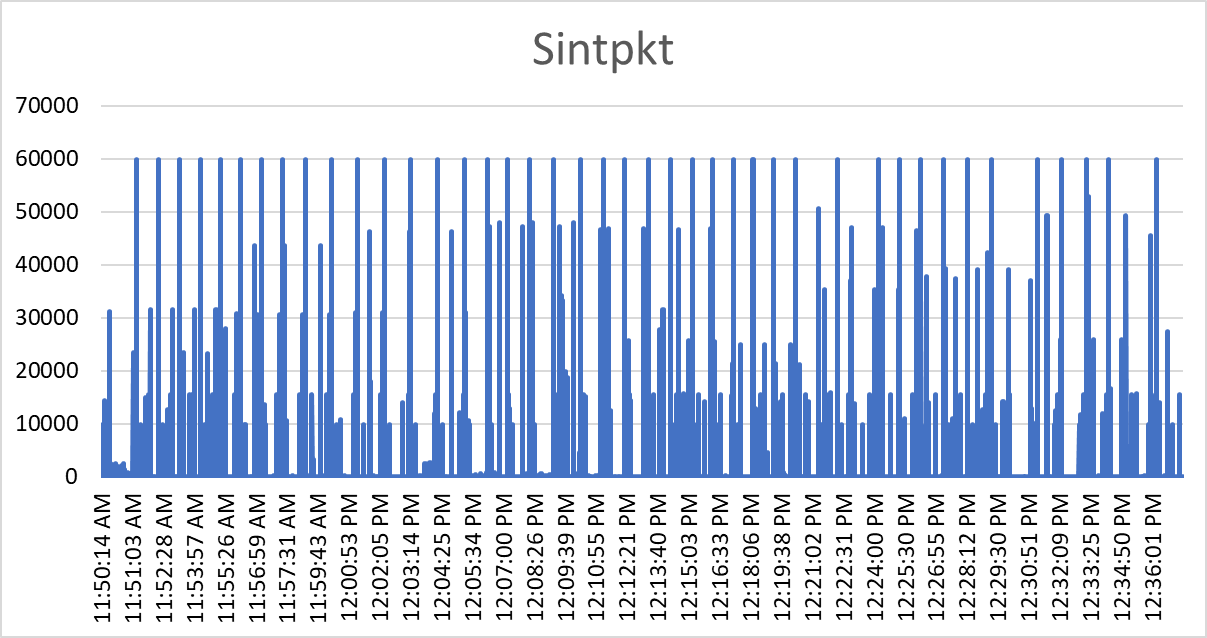 Sintpkt
70000
60000
50000
40000
30000
20000
10000
0
11:50:14 AM
11:51:03 AM
11:52:28 AM
11:53:57 AM
11:55:26 AM
11:56:59 AM
11:57:31 AM
11:59:43 AM
12:00:53 PM
12:02:05 PM
12:03:14 PM
12:04:25 PM
12:05:34 PM
12:07:00 PM
12:08:26 PM
12:09:39 PM
12:10:55 PM
12:12:21 PM
12:13:40 PM
12:15:03 PM
12:16:33 PM
12:18:06 PM
12:19:38 PM
12:21:02 PM
12:22:31 PM
12:24:00 PM
12:25:30 PM
12:26:55 PM
12:28:12 PM
12:29:30 PM
12:30:51 PM
12:32:09 PM
12:33:25 PM
12:34:50 PM
12:36:01 PM